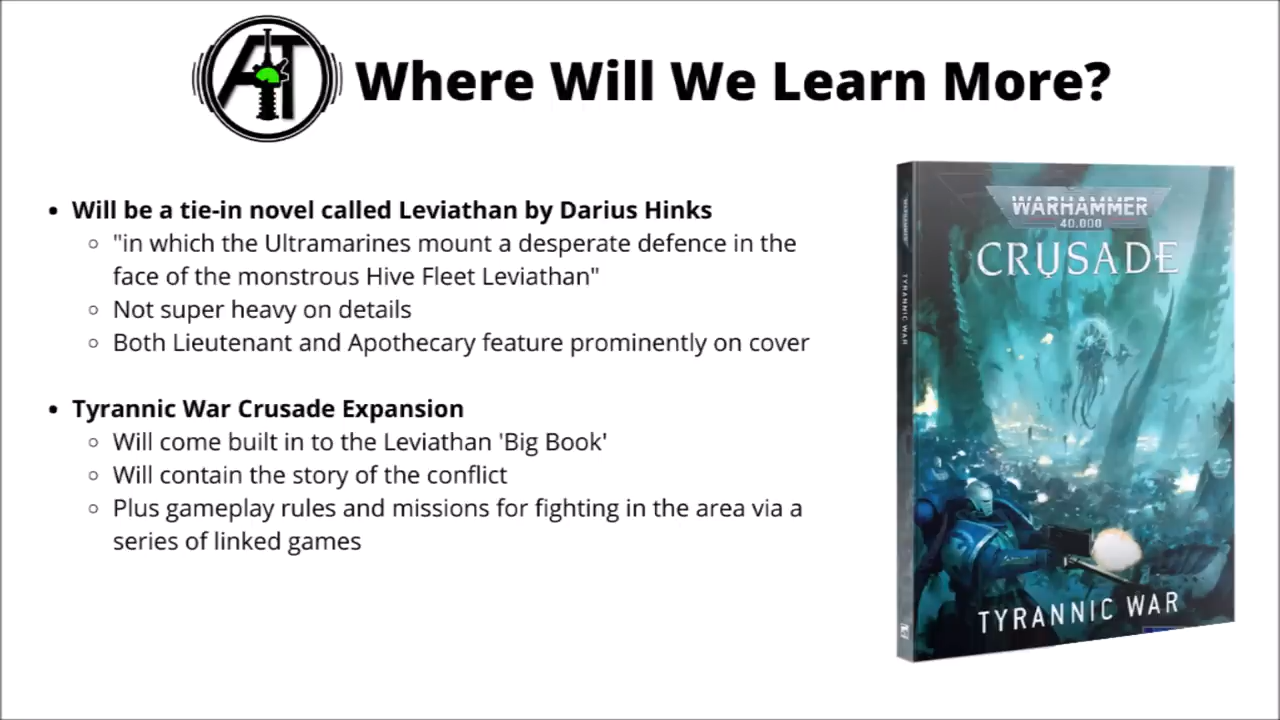 AT Where Will We Learn More?
• Will be a tie-in novel called Leviathan by Darius Hinks
○ "in which the Ultramarines mount a desperate defence in the
face of the monstrous Hive Fleet Leviathan"
○ Not super heavy on details
○ Both Lieutenant and Apothecary feature prominently on cover
• Tyrannic War Crusade Expansion
○ Will come built in to the Leviathan 'Big Book'
○ Will contain the story of the conflict
○ Plus gameplay rules and missions for fighting in the area via a
series of linked games
WARHAMMER
40,000
CRUSADE
TYRANNIC WAR
TYRANNIC WAR